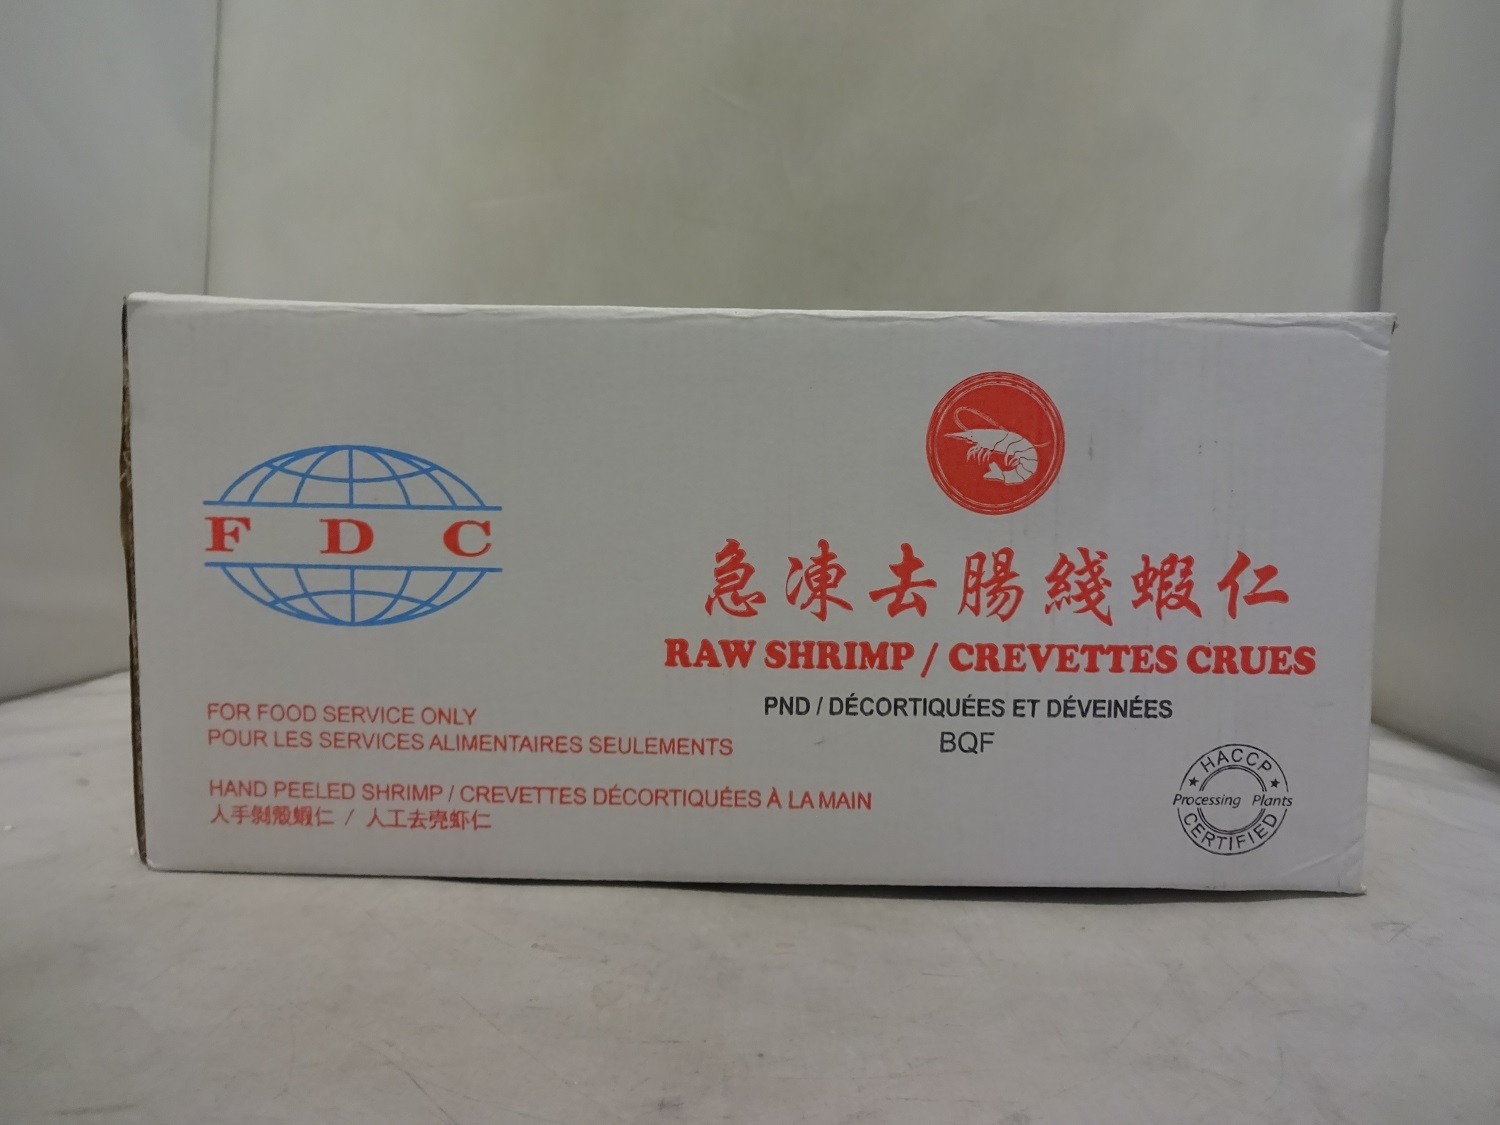 F D C
急凍去腸綫蝦仁
RAW SHRIMP / CREVETTES CRUES
PND / DÉCORTIQUÉES ET DÉVEINÉES
BQF
FOR FOOD SERVICE ONLY
POUR LES SERVICES ALIMENTAIRES SEULEMENTS
HAND PEELED SHRIMP / CREVETTES DÉCORTIQUÉES À LA MAIN
人手剝殼蝦仁 / 人工去壳虾仁
HACCP
Processing Plants
CERTIFIED